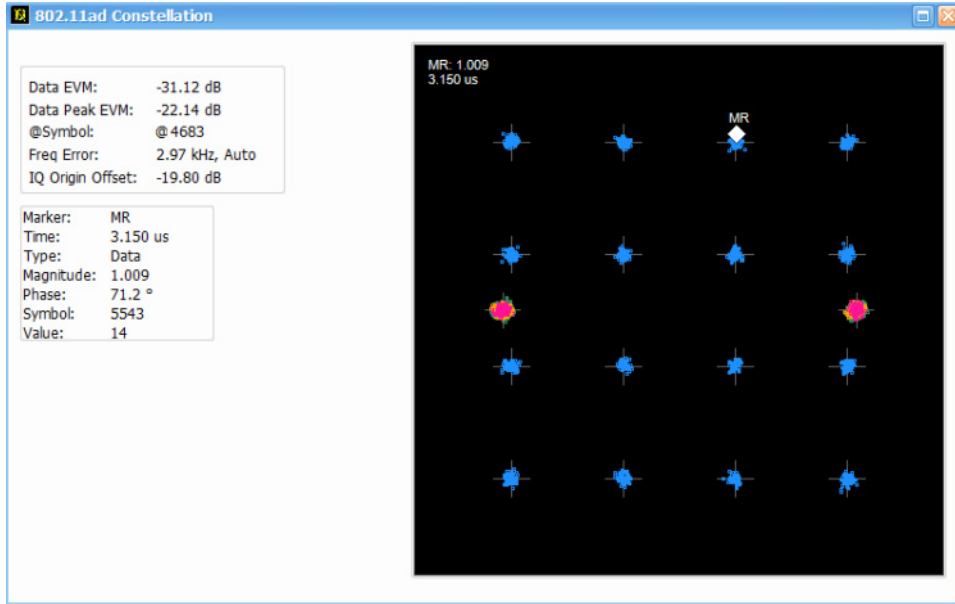 802.11ad Constellation
Data EVM: -31.12 dB
Data Peak EVM: -22.14 dB
@Symbol: @ 4683
Freq Error: 2.97 kHz, Auto
IQ Origin Offset: -19.80 dB
Marker: MR
Time: 3.150 us
Type: Data
Magnitude: 1.009
Phase: 71.2 °
Symbol: 5543
Value: 14
MR: 1.009
3.150 us
MR